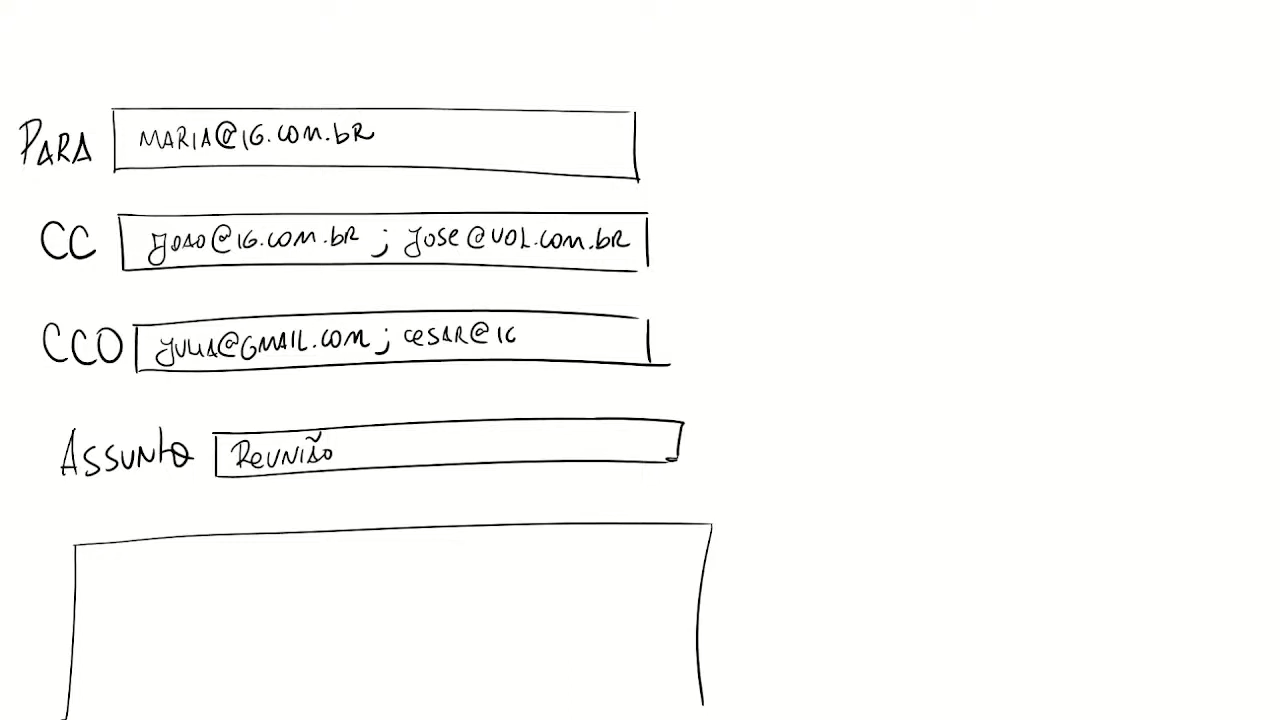 PARA MARIA@IG.COM.BR
CC JOAO@IG.COM.BR ; JOSE@UOL.COM.BR
CCO JULIA@GMAIL.COM ; CESAR@IG
ASSUNTO REUNIÃO